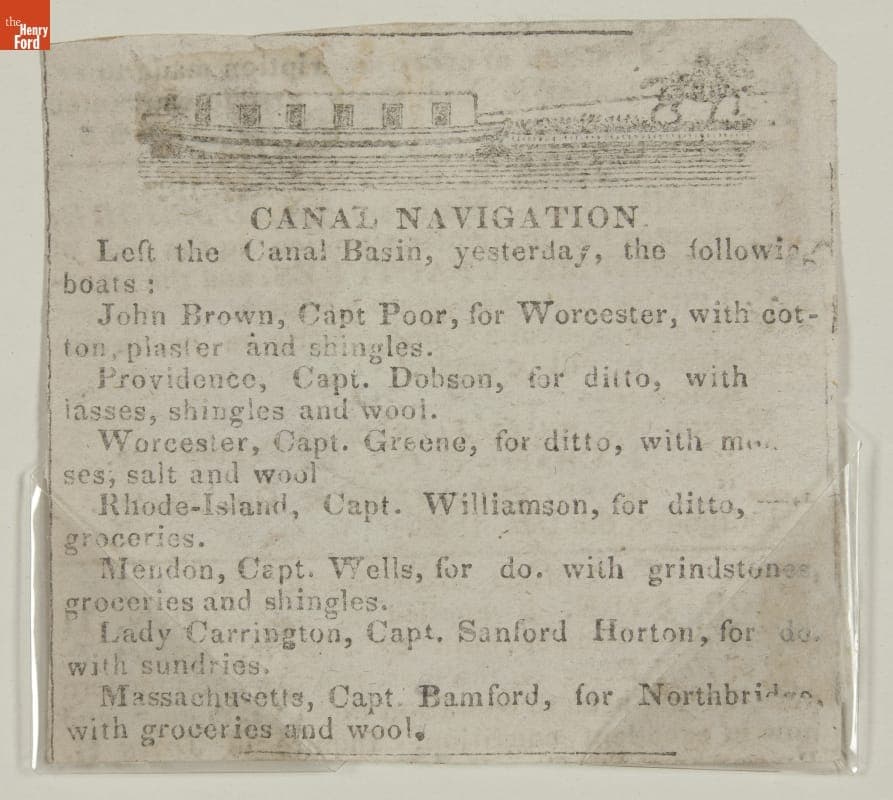 the
Henry
Ford
CANAL NAVIGATION
Left the Canal Basin, yesterday, the following
boats:
John Brown, Capt Poor, for Worcester, with cot-
ton, plaster and shingles.
Providence, Capt. Dobson, for ditto, with
lasses, shingles and wool.
Worcester, Capt. Greene, for ditto, with
ses, salt and wool
Rhode-Island, Capt. Williamson, for ditto,
groceries.
Mendon, Capt. Wells, for do. with grindstones,
groceries and shingles.
Lady Carrington, Capt. Sanford Horton, for do.
with sundries.
Massachusetts, Capt. Bamford, for Northbridge,
with groceries and wool.